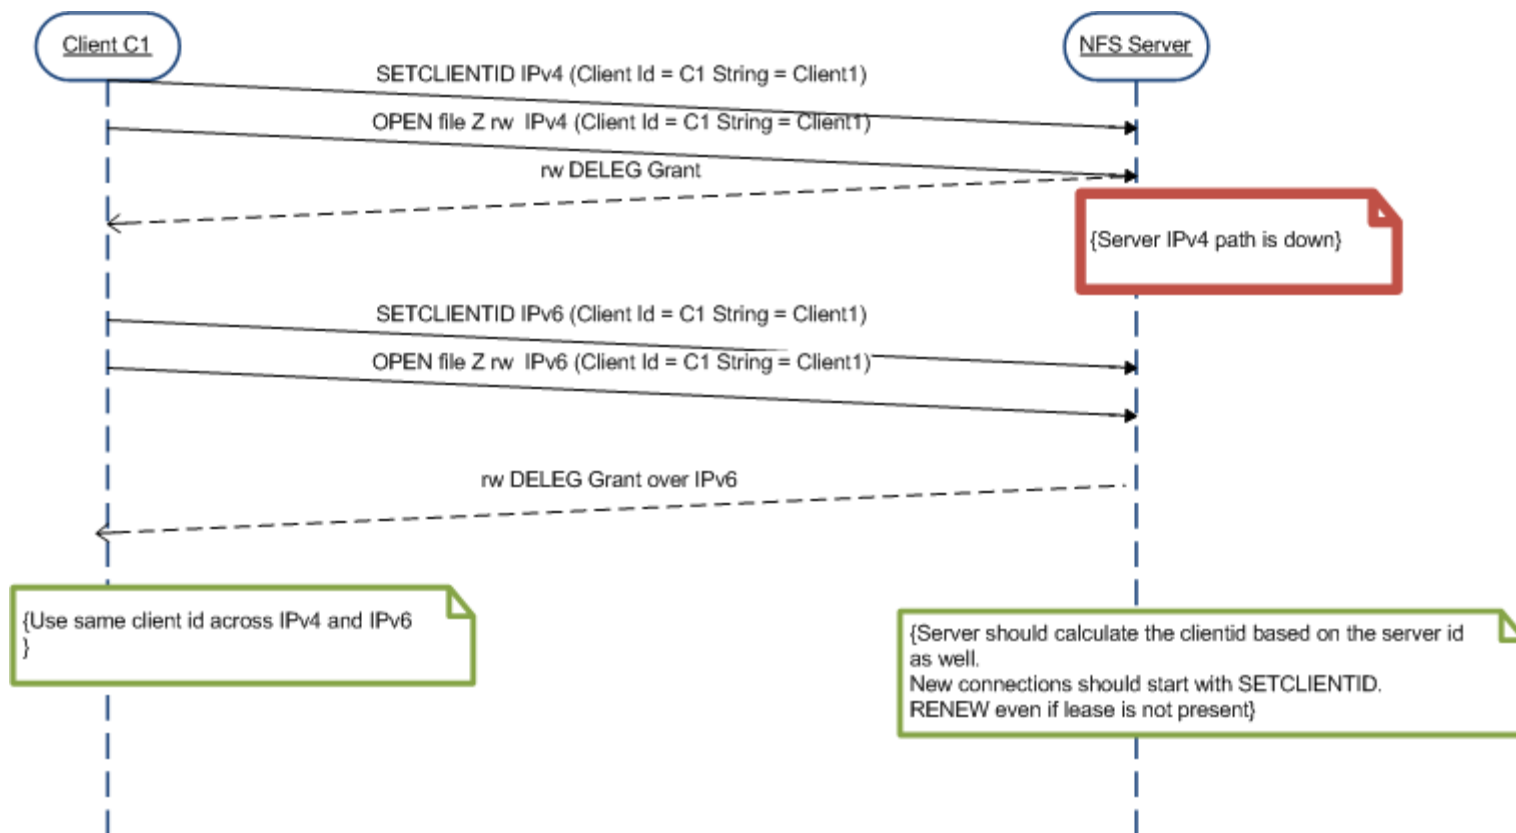 Client C1
NFS Server
SETCLIENTID IPv4 (Client Id = C1 String = Client1)
OPEN file Z rw  IPv4 (Client Id = C1 String = Client1)
rw DELEG Grant
{Server IPv4 path is down}
SETCLIENTID IPv6 (Client Id = C1 String = Client1)
OPEN file Z rw  IPv6 (Client Id = C1 String = Client1)
rw DELEG Grant over IPv6
{Use same client id across IPv4 and IPv6
}
{Server should calculate the clientid based on the server id
as well.
New connections should start with SETCLIENTID.
RENEW even if lease is not present}